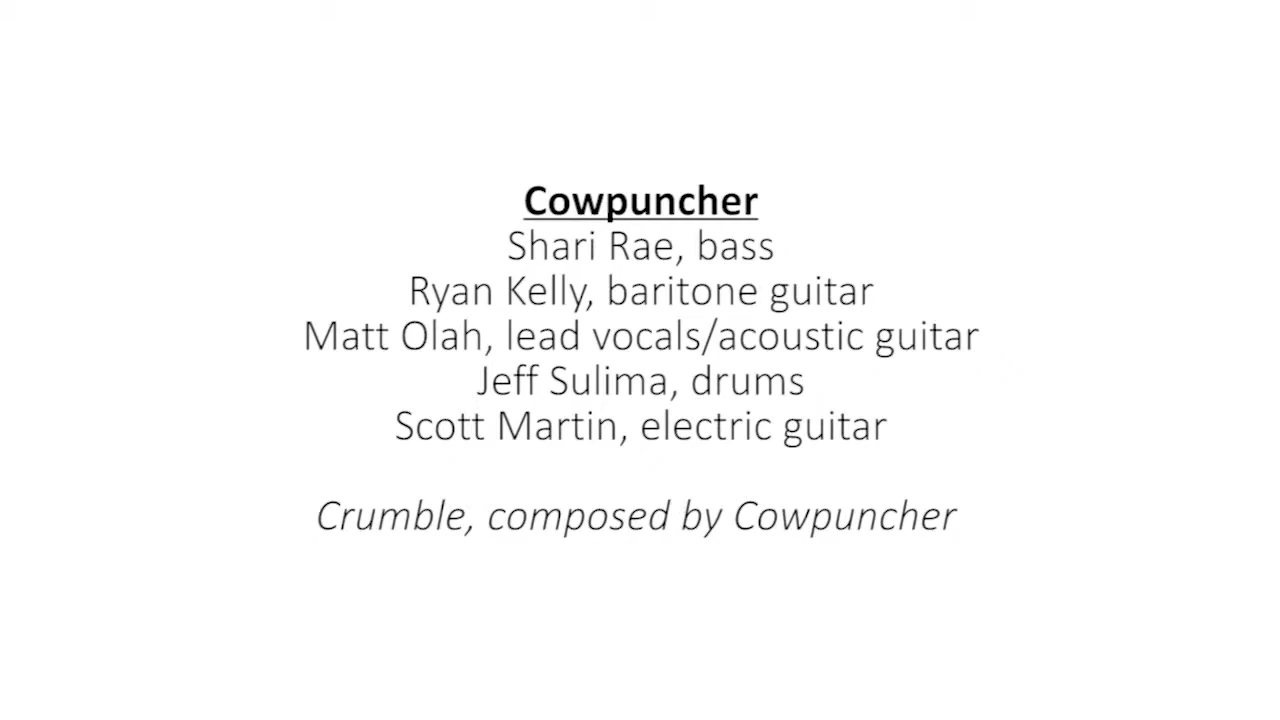 Cowpuncher
Shari Rae, bass
Ryan Kelly, baritone guitar
Matt Olah, lead vocals/acoustic guitar
Jeff Sulima, drums
Scott Martin, electric guitar
Crumble, composed by Cowpuncher